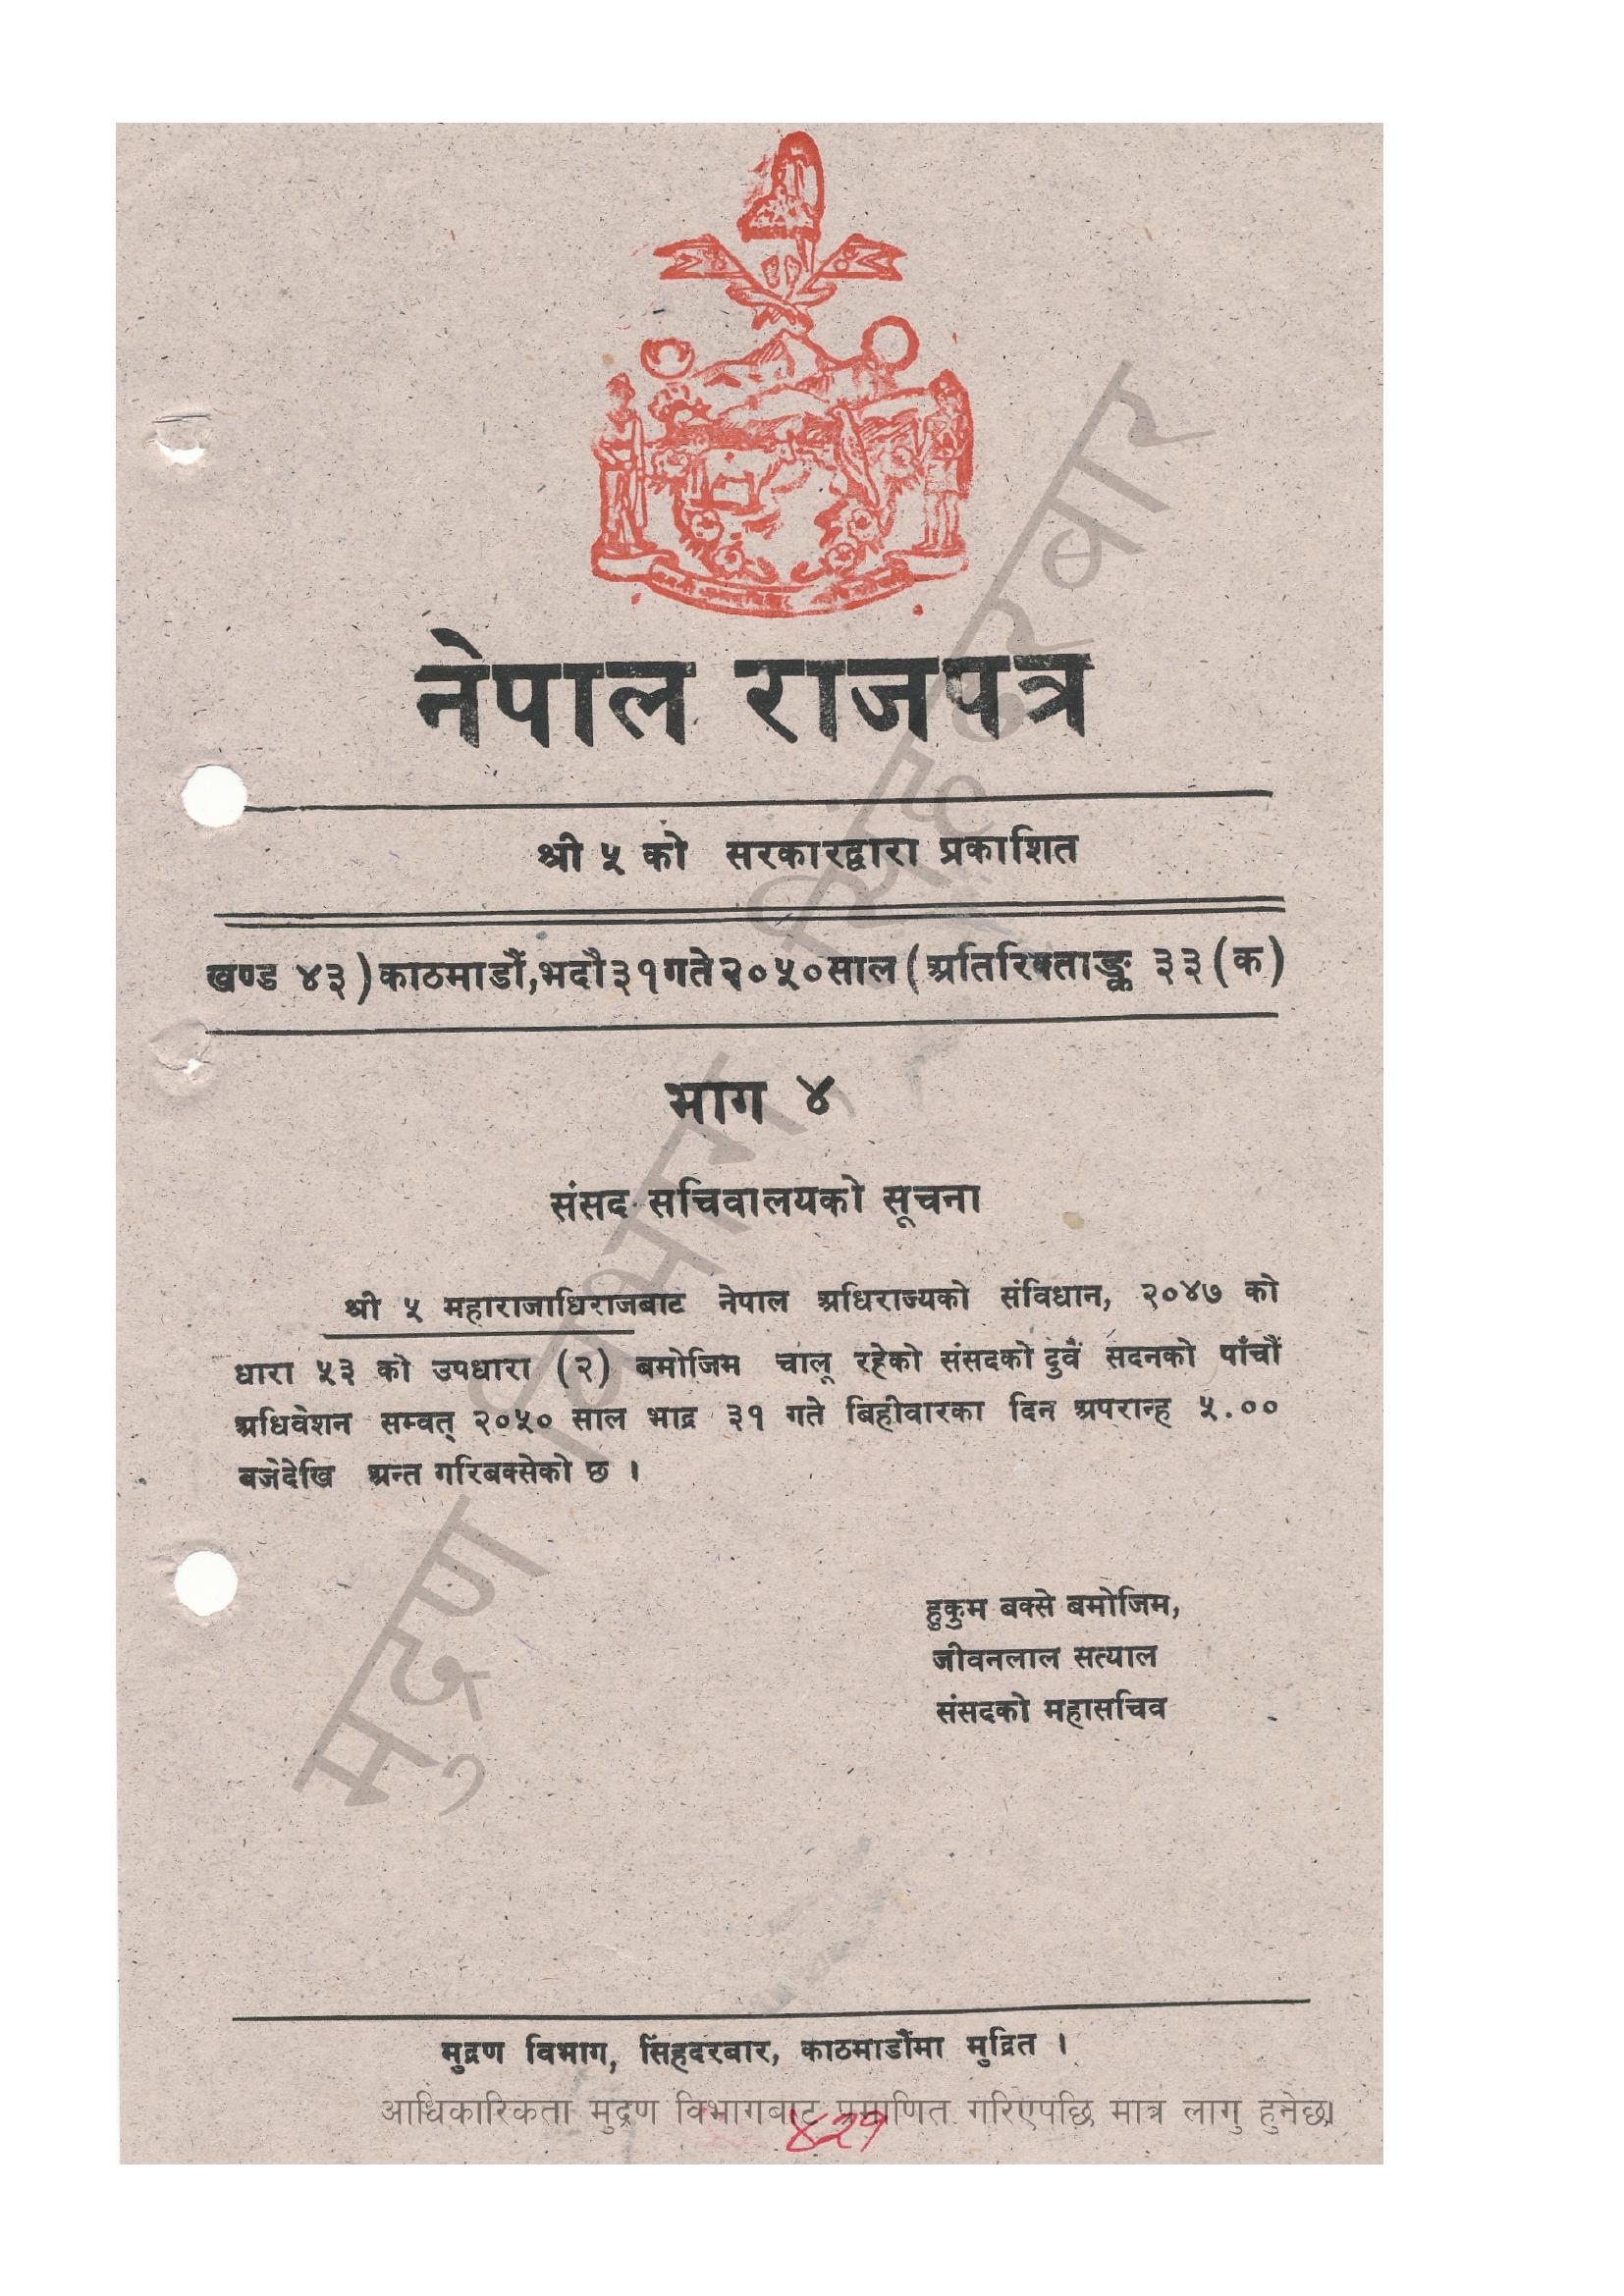 नेपाल राजपत्र
श्री ५ को सरकारद्वारा प्रकाशित
खण्ड ४३) काठमाडौं, भदौ ३१ गते २०५० साल (अतिरिक्ताङ्क ३३ (क)
भाग ४
संसद सचिवालयको सूचना
श्री ५ महाराजाधिराजबाट नेपाल अधिराज्यको संविधान, २०४७ को
धारा ५३ को उपधारा (२) बमोजिम चालू रहेको संसदको दुवै सदनको पाँचौं
अधिवेशन सम्वत् २०५० साल भाद्र ३१ गते बिहीवारका दिन अपरान्ह ५.००
बजेदेखि अन्त गरिबक्सेको छ ।
हुकुम बक्से बमोजिम,
जीवनलाल सत्याल
संसदको महासचिव
मुद्रण विभाग, सिंहदरबार, काठमाडौंमा मुद्रित ।
आधिकारिकता मुद्रण विभागबाट प्रमाणित गरिएपछि मात्र लागु हुनेछ।
मुद्रण विभाग, सिंहदरबार